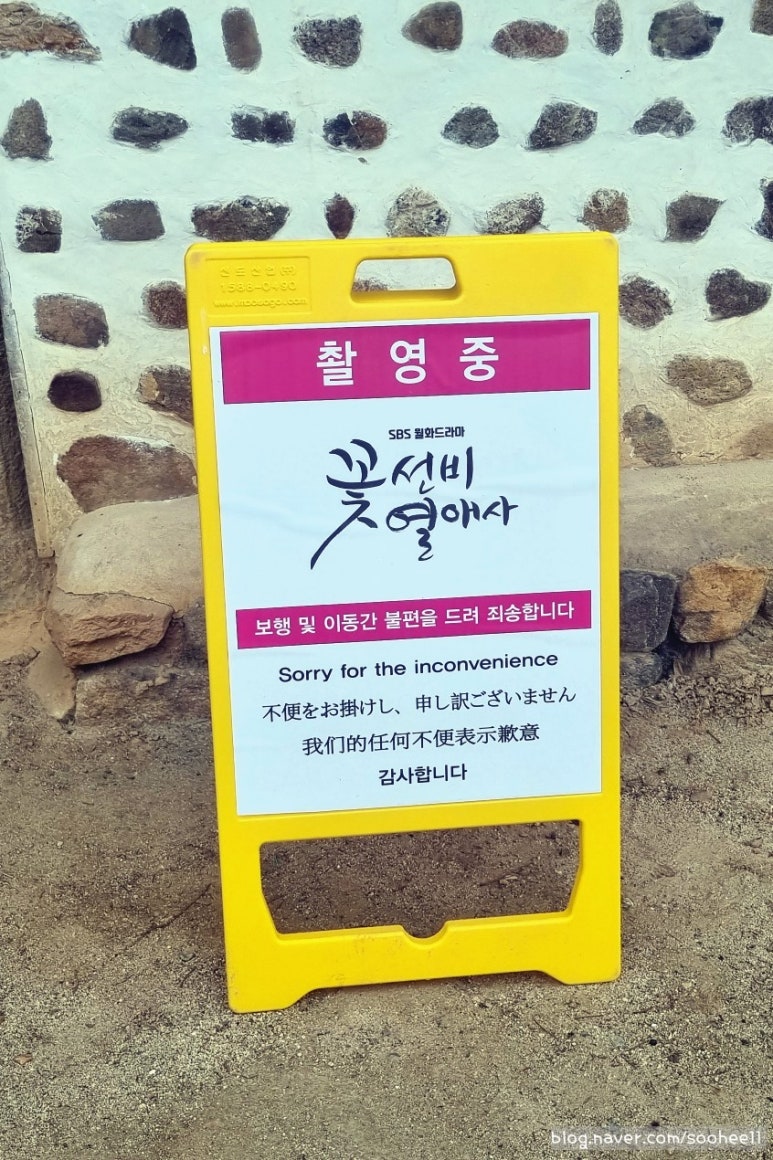 1588-0490
촬영중
SBS 월화드라마
꽃선비
열애사
보행 및 이동간 불편을 드려 죄송합니다
Sorry for the inconvenience
不便をお掛けし、申し訳ございません
我们的任何不便表示歉意
감사합니다
blog.naver.com/soohee11